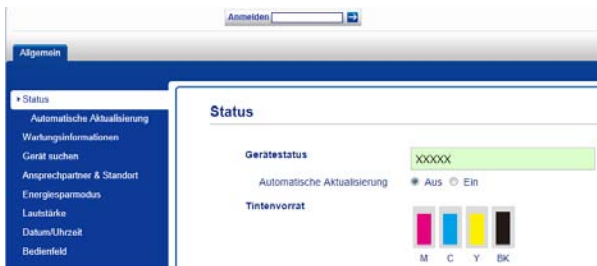 Anmelden
Allgemein
Status
Automatische Aktualisierung
Wartungsinformationen
Gerät suchen
Ansprechpartner & Standort
Energiesparmodus
Lautstärke
Datum/Uhrzeit
Bedienfeld
Status
Gerätestatus XXXXX
Automatische Aktualisierung Aus Ein
Tintenvorrat
M C Y BK